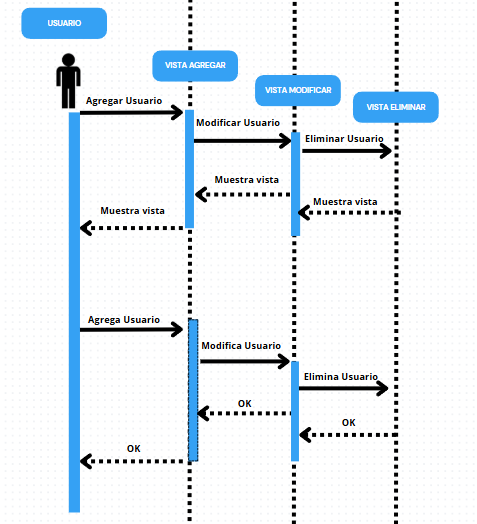 USUARIO
VISTA AGREGAR
VISTA MODIFICAR
VISTA ELIMINAR
Agregar Usuario
Modificar Usuario
Eliminar Usuario
Muestra vista
Muestra vista
Muestra vista
Agrega Usuario
Modifica Usuario
Elimina Usuario
OK
OK
OK